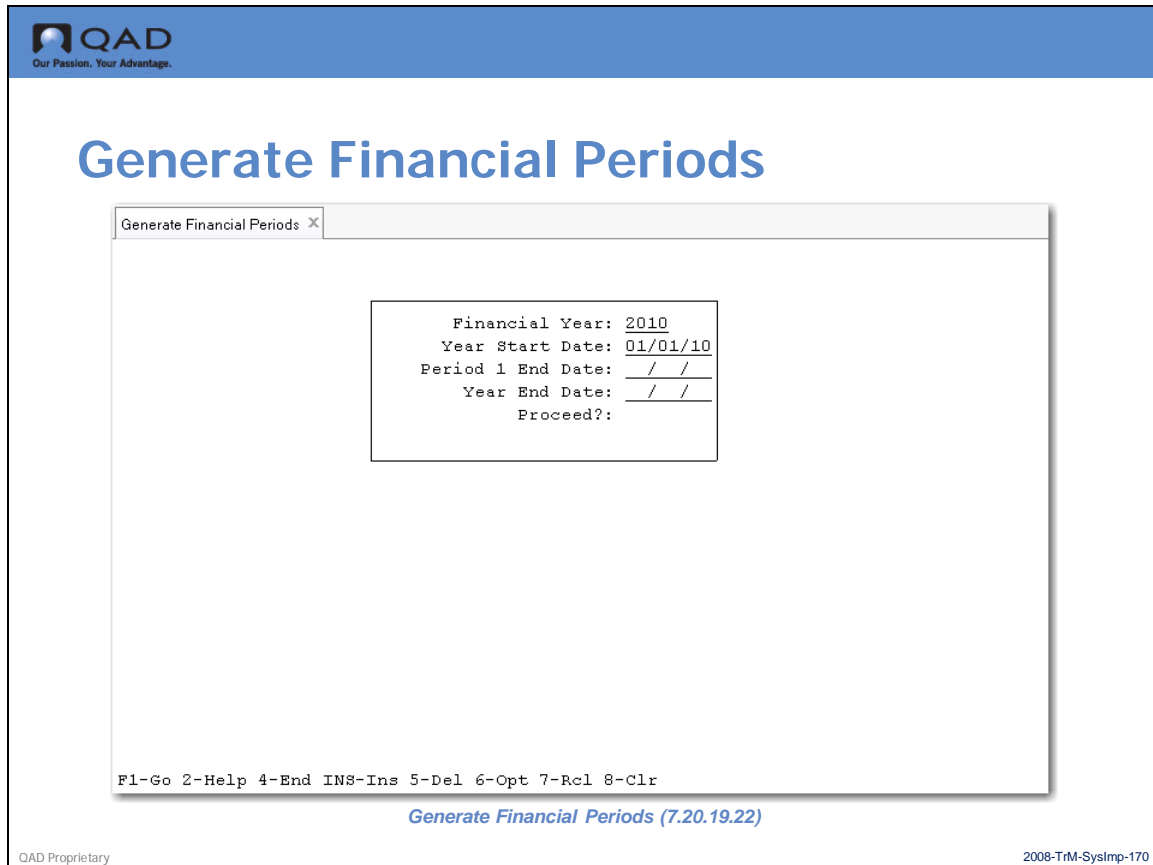 QAD
Our Passion. Your Advantage.
Generate Financial Periods
Generate Financial Periods X
Financial Year: 2010
Year Start Date: 01/01/10
Period 1 End Date: / /
Year End Date: / /
Proceed?:
F1-Go 2-Help 4-End INS-Ins 5-Del 6-Opt 7-Rcl 8-Clr
Generate Financial Periods (7.20.19.22)
QAD Proprietary
2008-TrM-SysImp-170